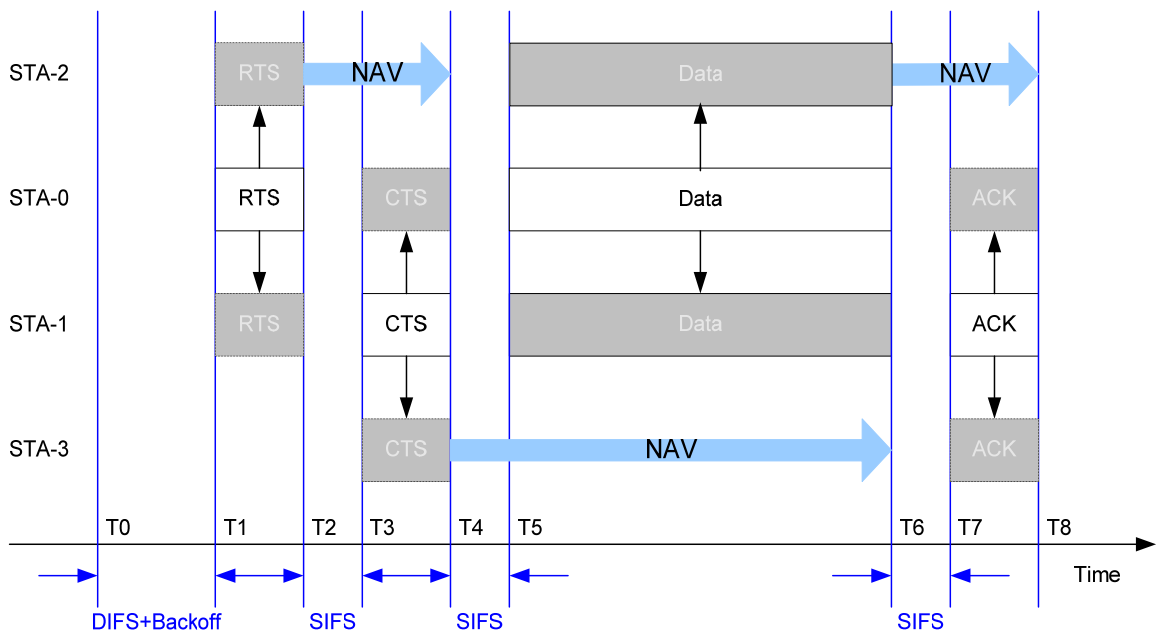 STA-2
RTS
NAV
Data
NAV
STA-0
RTS
CTS
Data
ACK
STA-1
RTS
CTS
Data
ACK
STA-3
CTS
NAV
ACK
T0
T1
T2
T3
T4
T5
T6
T7
T8
Time
DIFS+Backoff
SIFS
SIFS
SIFS